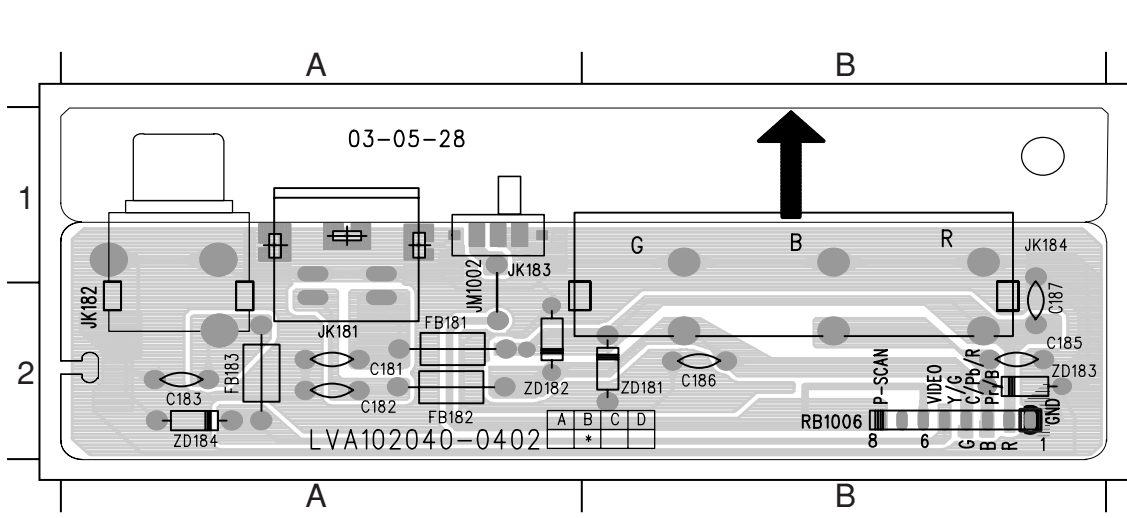 A B
1
03-05-28
G B R
JK184
JK183
JM1002
JK182
C187
JK181
FB181
2
C185
P-SCAN
VIDEO
Y/G
C/Pb/R
Pr/B
FB183
C181
C186
ZD183
ZD182
ZD181
C183
C182
FB182
GND
A B C D
RB1006
ZD184
LVA102040-0402
*
8 6 G B R 1
A B